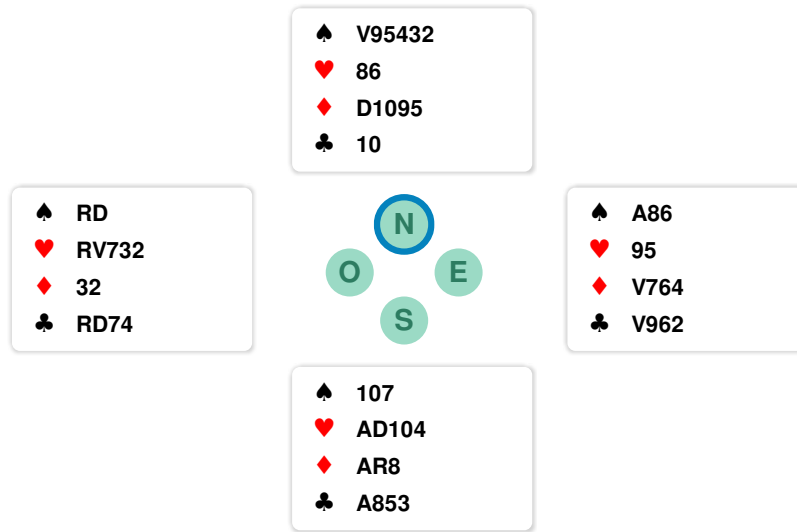 ♠ V95432
♥ 86
♦ D1095
♣ 10
♠ RD
♥ RV732
♦ 32
♣ RD74
N
O E
S
♠ A86
♥ 95
♦ V764
♣ V962
♠ 107
♥ AD104
♦ AR8
♣ A853